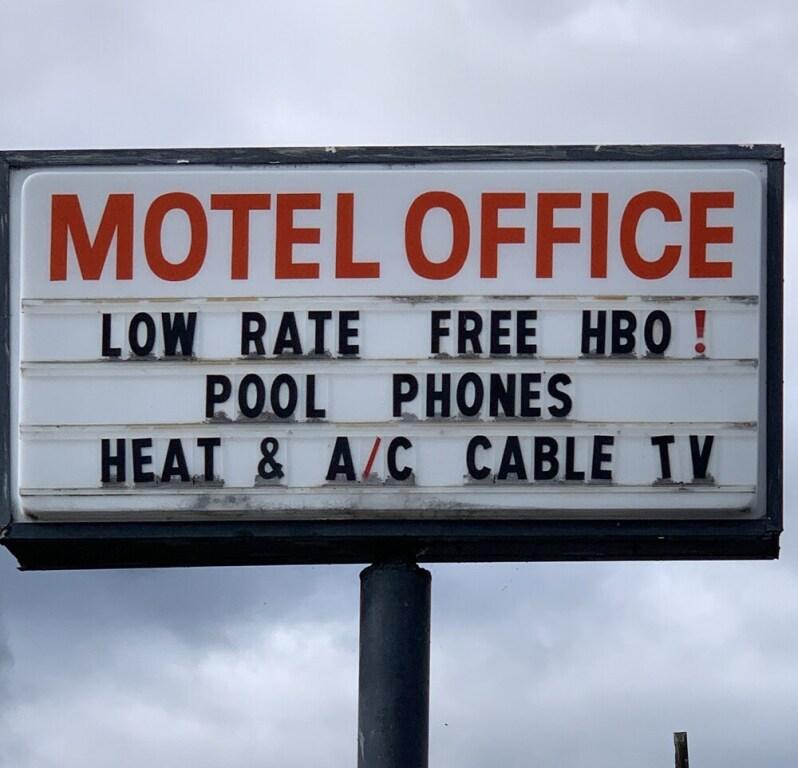 MOTEL OFFICE
LOW RATE FREE HBO!
POOL PHONES
HEAT & A/C CABLE TV